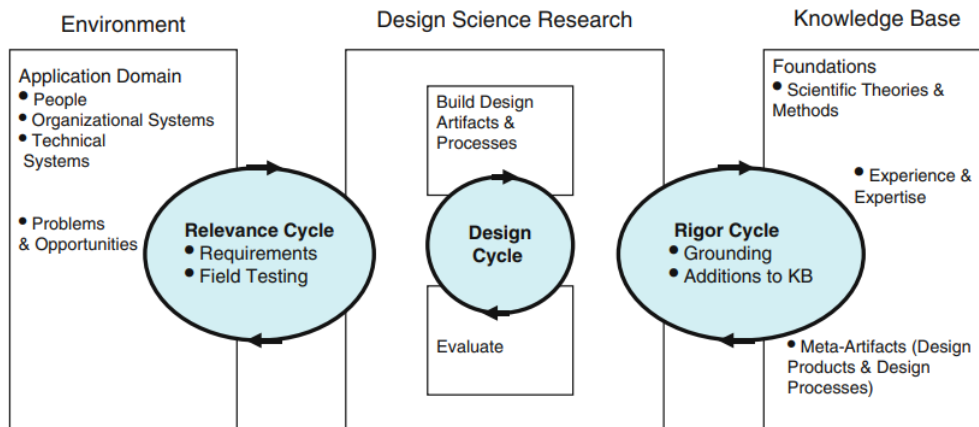 Environment
Design Science Research
Knowledge Base
Application Domain
• People
• Organizational Systems
• Technical
Systems
• Problems
& Opportunities
Relevance Cycle
• Requirements
• Field Testing
Build Design
Artifacts &
Processes
Design
Cycle
Evaluate
Rigor Cycle
• Grounding
• Additions to KB
Foundations
• Scientific Theories &
Methods
• Experience &
Expertise
• Meta-Artifacts (Design
Products & Design
Processes)